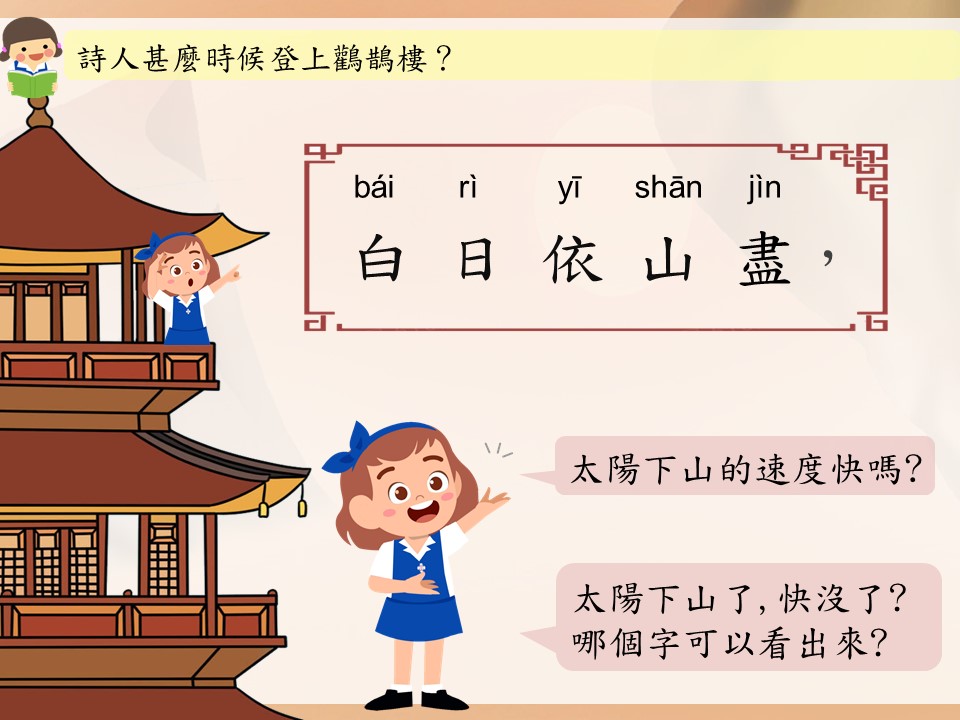 詩人甚麼時候登上鸛鵲樓？
bái rì yī shān jìn
白日依山盡，
太陽下山的速度快嗎?
太陽下山了,快沒了?
哪個字可以看出來?